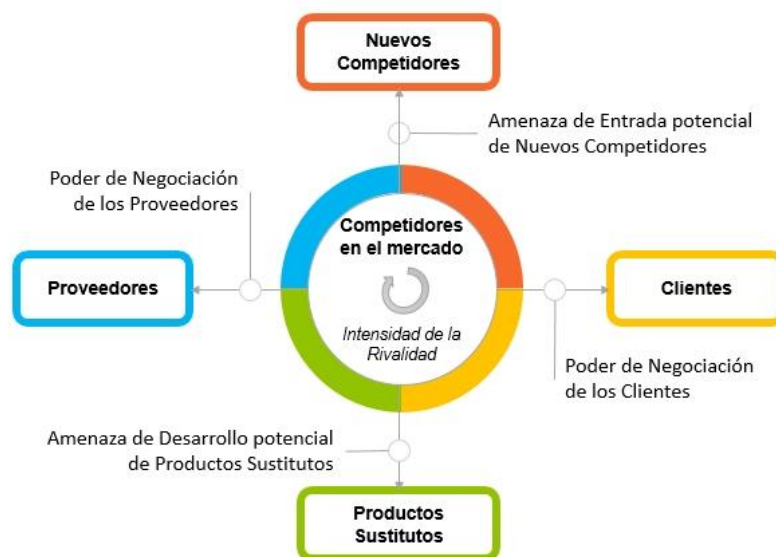 Nuevos
Competidores
Amenaza de Entrada potencial
de Nuevos Competidores
Poder de Negociación
de los Proveedores
Competidores
en el mercado
Proveedores
Clientes
Intensidad de la
Rivalidad
Poder de Negociación
de los Clientes
Amenaza de Desarrollo potencial
de Productos Sustitutos
Productos
Sustitutos